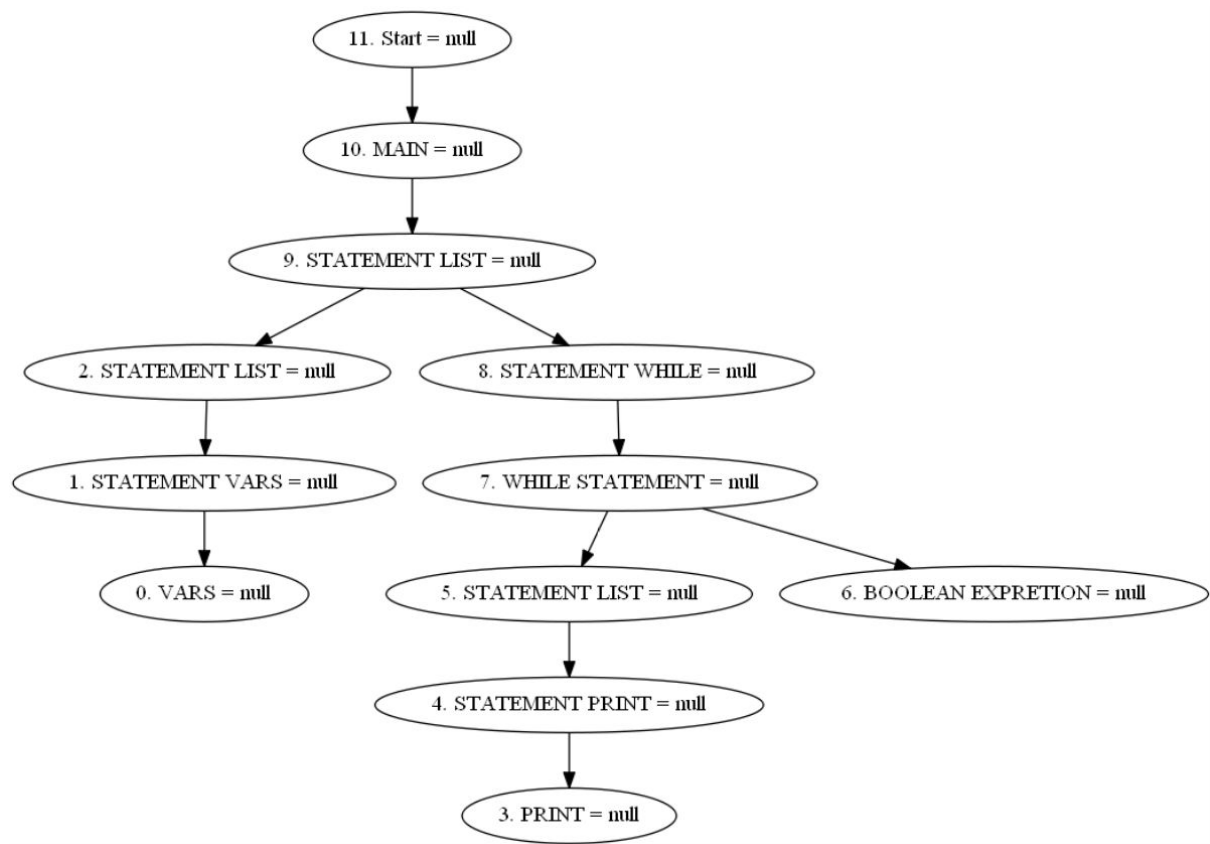 11. Start = null
10. MAIN = null
9. STATEMENT LIST = null
2. STATEMENT LIST = null
8. STATEMENT WHILE = null
1. STATEMENT VARS = null
7. WHILE STATEMENT = null
0. VARS = null
5. STATEMENT LIST = null
6. BOOLEAN EXPRETION = null
4. STATEMENT PRINT = null
3. PRINT = null